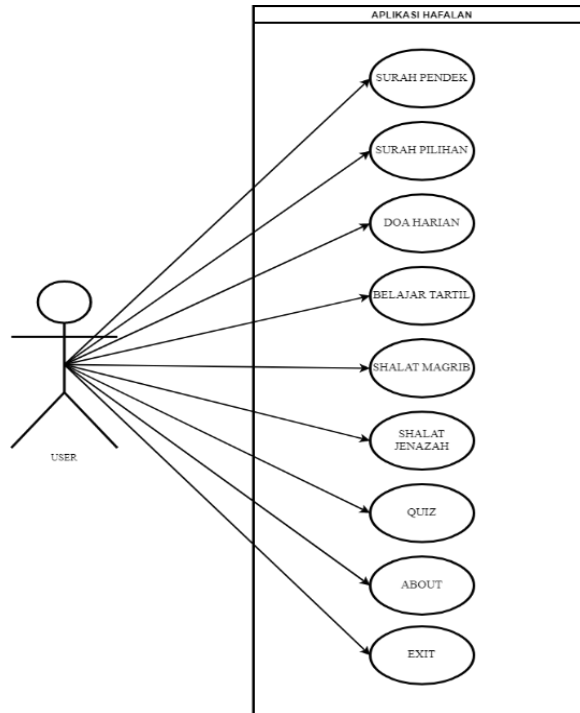 APLIKASI HAFALAN
SURAH PENDEK
SURAH PILIHAN
DOA HARIAN
BELAJAR TARTIL
SHALAT MAGRIB
SHALAT
JENAZAH
USER
QUIZ
ABOUT
EXIT